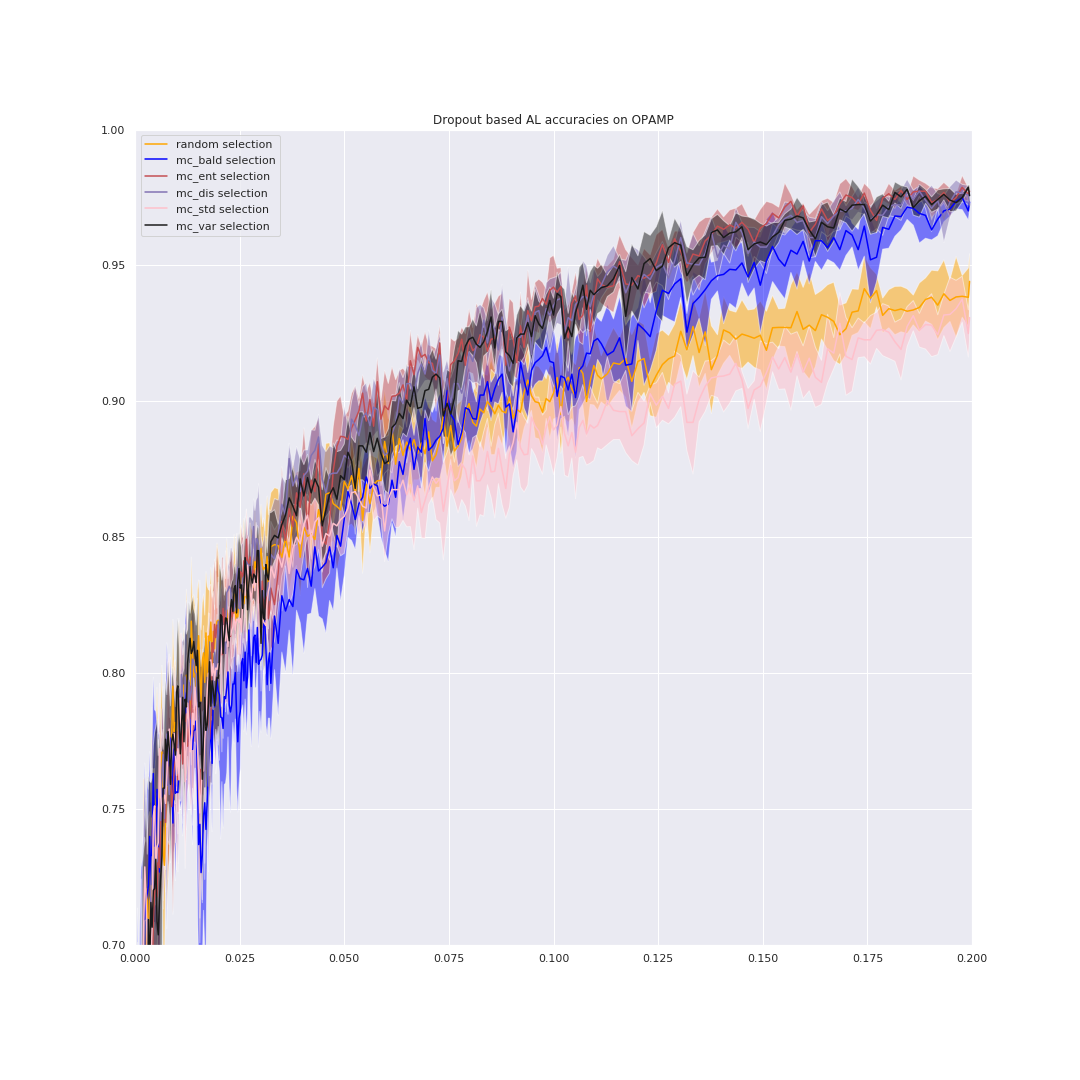 Dropout based AL accuracies on OPAMP
1.00
0.95
0.90
0.85
0.80
0.75
0.70
random selection
mc_bald selection
mc_ent selection
mc_dis selection
mc_std selection
mc_var selection
0.000 0.025 0.050 0.075 0.100 0.125 0.150 0.175 0.200